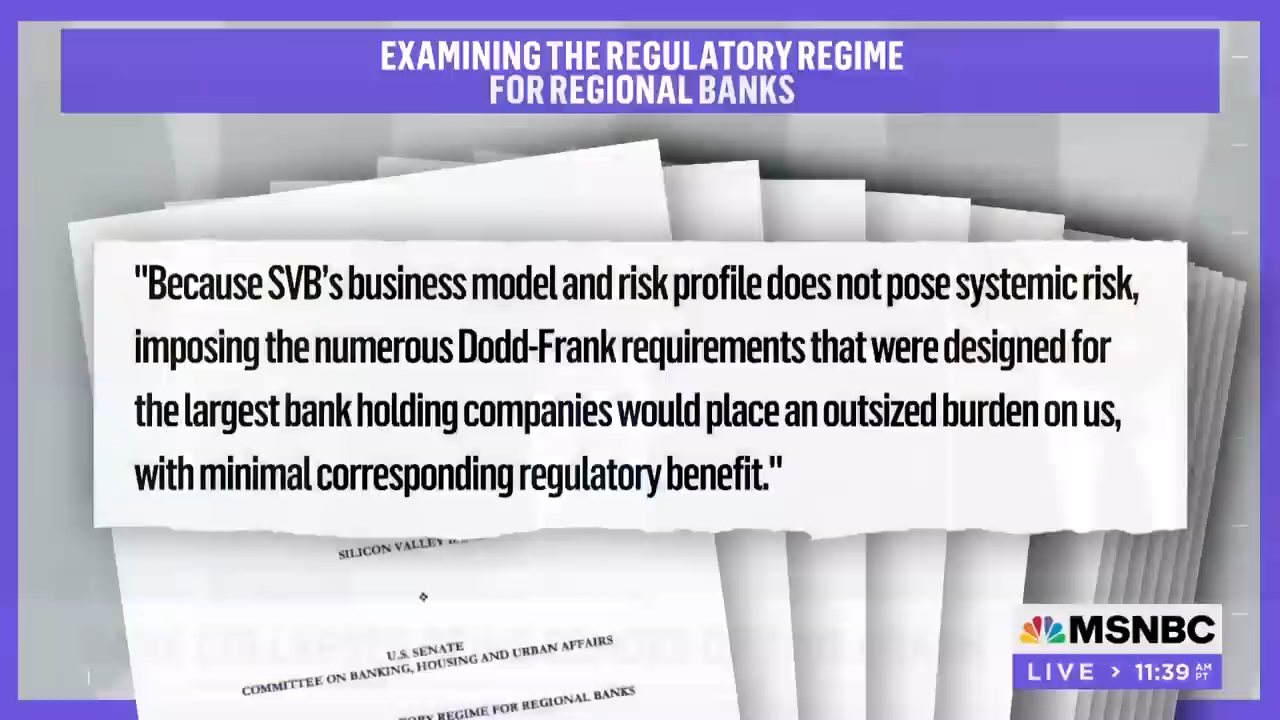 EXAMINING THE REGULATORY REGIME
FOR REGIONAL BANKS
"Because SVB's business model and risk profile does not pose systemic risk,
imposing the numerous Dodd-Frank requirements that were designed for
the largest bank holding companies would place an outsized burden on us,
with minimal corresponding regulatory benefit."
SILICON VALLEY
U.S. SENATE
COMMITTEE ON BANKING, HOUSING AND URBAN AFFAIRS
REGIME FOR REGIONAL BANKS
MSNBC
LIVE > 11:39 AM PT